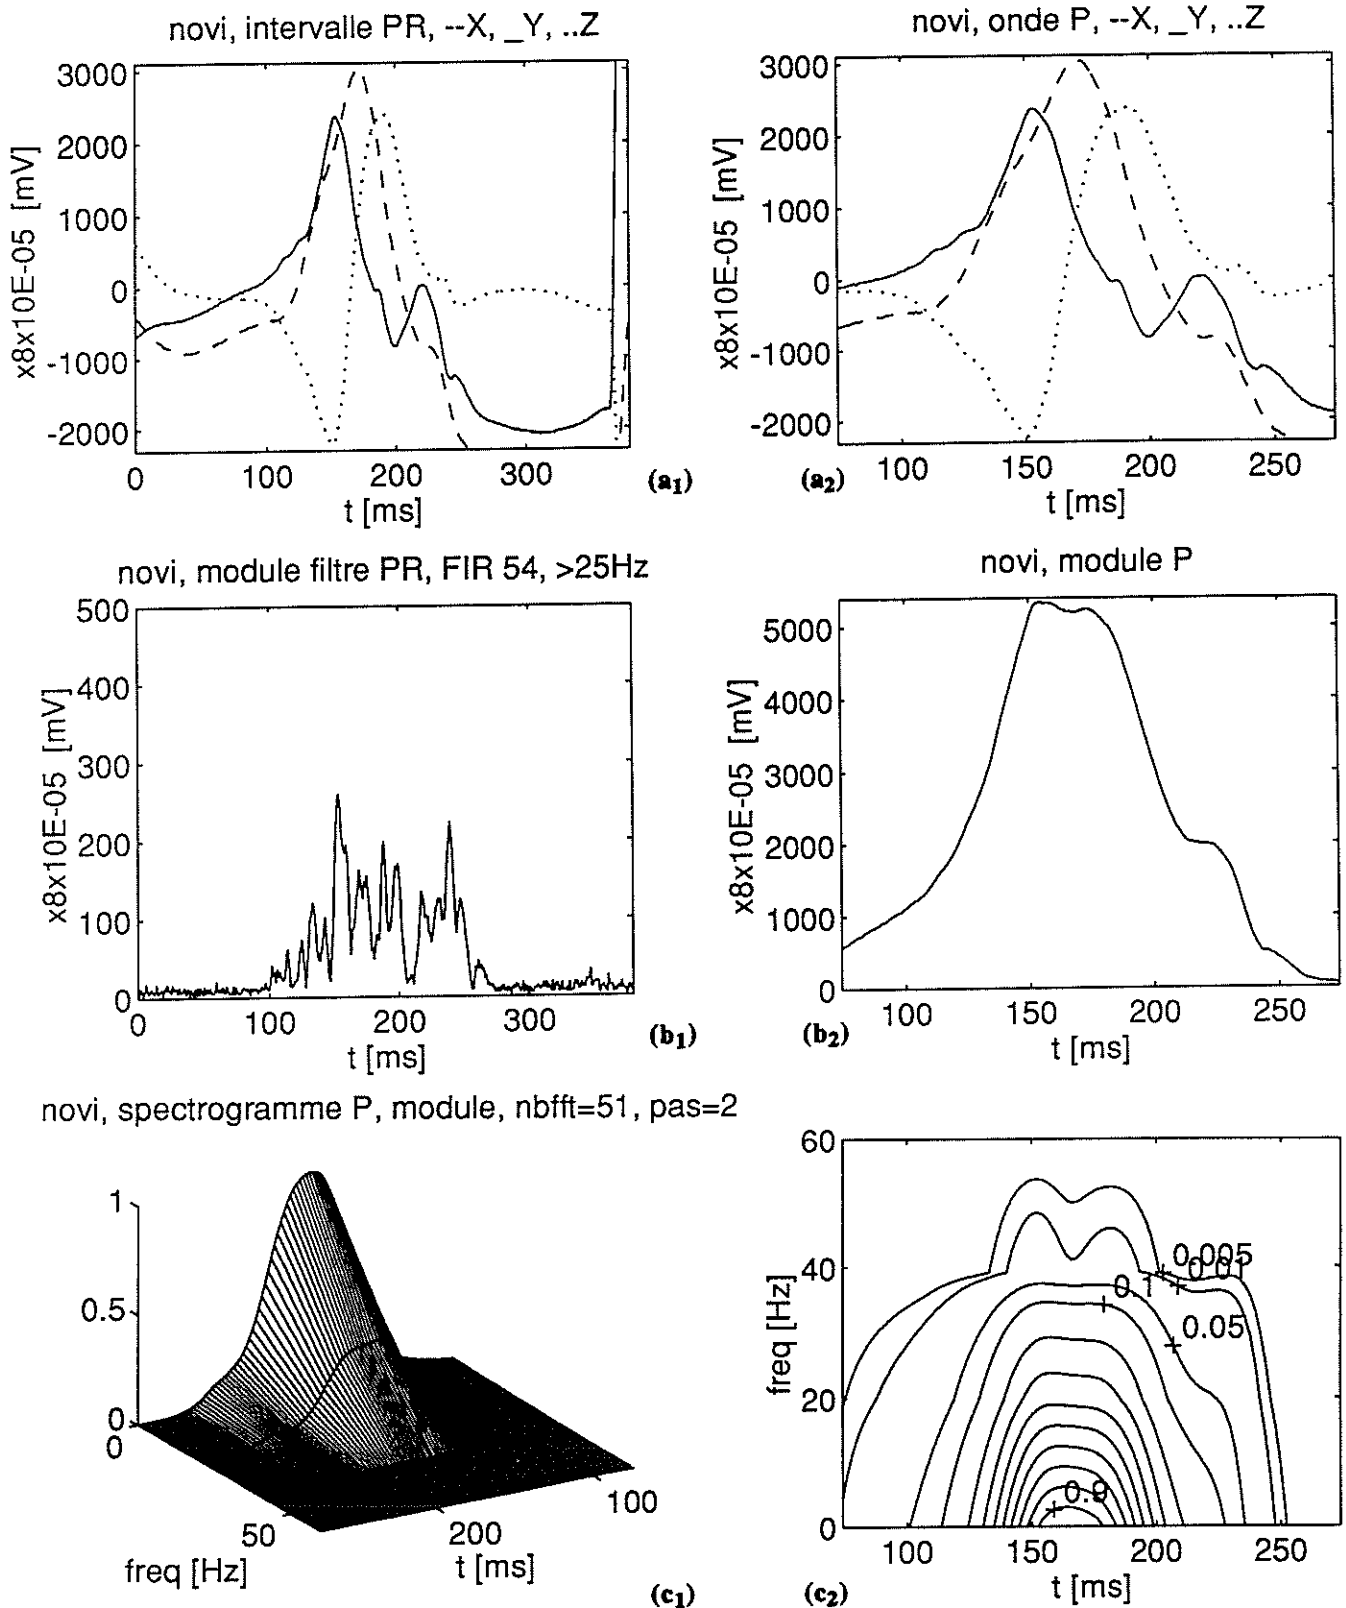 novi, intervalle PR, --X, _Y, ..Z
x8x10E-05 [mV]
3000
2000
1000
0
-1000
-2000
0
100
200
300
t [ms]
(a1)
novi, onde P, --X, _Y, ..Z
x8x10E-05 [mV]
3000
2000
1000
0
-1000
-2000
100
150
200
250
t [ms]
(a2)
novi, module filtre PR, FIR 54, >25Hz
x8x10E-05 [mV]
500
400
300
200
100
0
0
100
200
300
t [ms]
(b1)
novi, module P
x8x10E-05 [mV]
5000
4000
3000
2000
1000
0
100
150
200
250
t [ms]
(b2)
novi, spectrogramme P, module, nbfft=51, pas=2
1
0.5
0
0
50
freq [Hz]
100
200
t [ms]
(c1)
freq [Hz]
60
40
20
0
0.005
0.01
0.1
0.05
0.9
100
150
200
250
t [ms]
(c2)